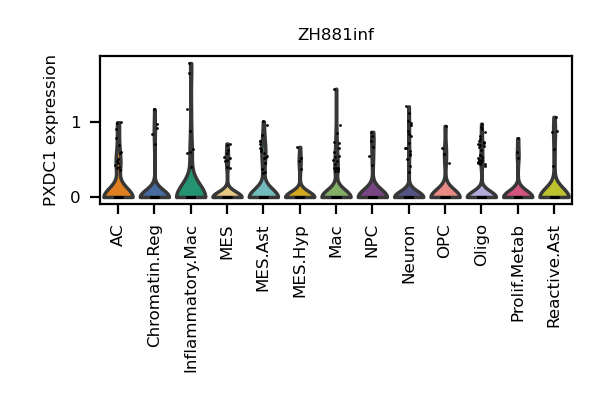 ZH881inf
PXDC1 expression
1
0
AC
Chromatin.Reg
Inflammatory.Mac
MES
MES.Ast
MES.Hyp
Mac
NPC
Neuron
OPC
Oligo
Prolif.Metab
Reactive.Ast